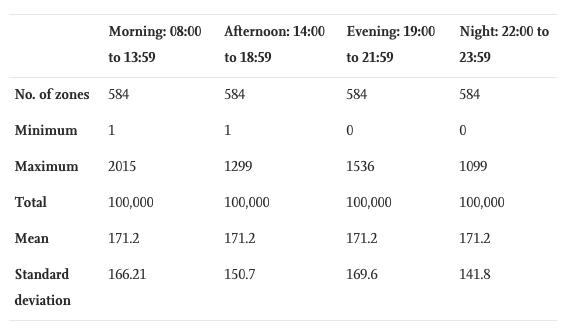 Morning: 08:00 Afternoon: 14:00 Evening: 19:00 Night: 22:00 to
to 13:59 to 18:59 to 21:59 23:59
No. of zones 584 584 584 584
Minimum 1 1 0 0
Maximum 2015 1299 1536 1099
Total 100,000 100,000 100,000 100,000
Mean 171.2 171.2 171.2 171.2
Standard 166.21 150.7 169.6 141.8
deviation